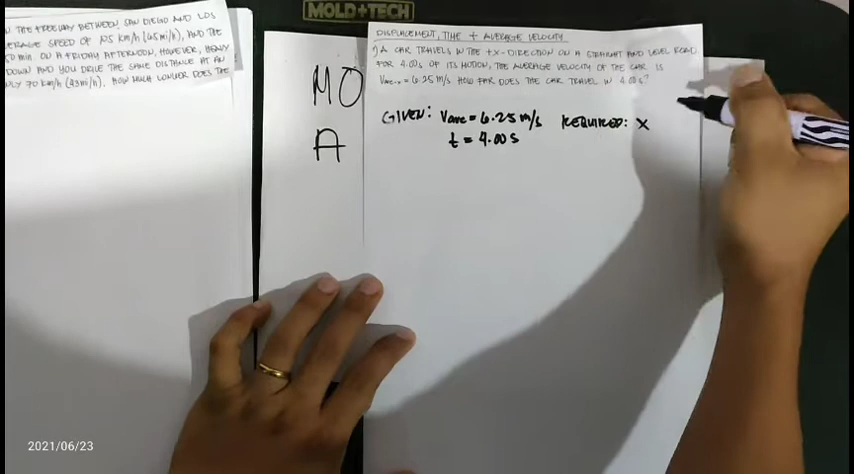 MOLD+TECH
N THE FREEWAY BETWEEN SAN DIEGO AND LOS
ERAGE SPEED OF 105 km/h (65mi/h), AND THE
50 min. ON A FRIDAY AFTERNOON, HOWEVER, HEAVY
DOWN AND YOU DRIVE THE SAME DISTANCE AT AN
ONLY 70 km/h (43mi/h). HOW MUCH LONGER DOES THE
MO
A
DISPLACEMENT, TIME + AVERAGE VELOCITY
1) A CAR TRAVELS IN THE +X-DIRECTION ON A STRAIGHT AND LEVEL ROAD
FOR 4.00s OF ITS MOTION, THE AVERAGE VELOCITY OF THE CAR IS
Vave-x = 6.25 m/s HOW FAR DOES THE CAR TRAVEL IN 4.00s?
GIVEN: Vave = 6.25 m/s REQUIRED: X
t = 4.00 s
2021/06/23